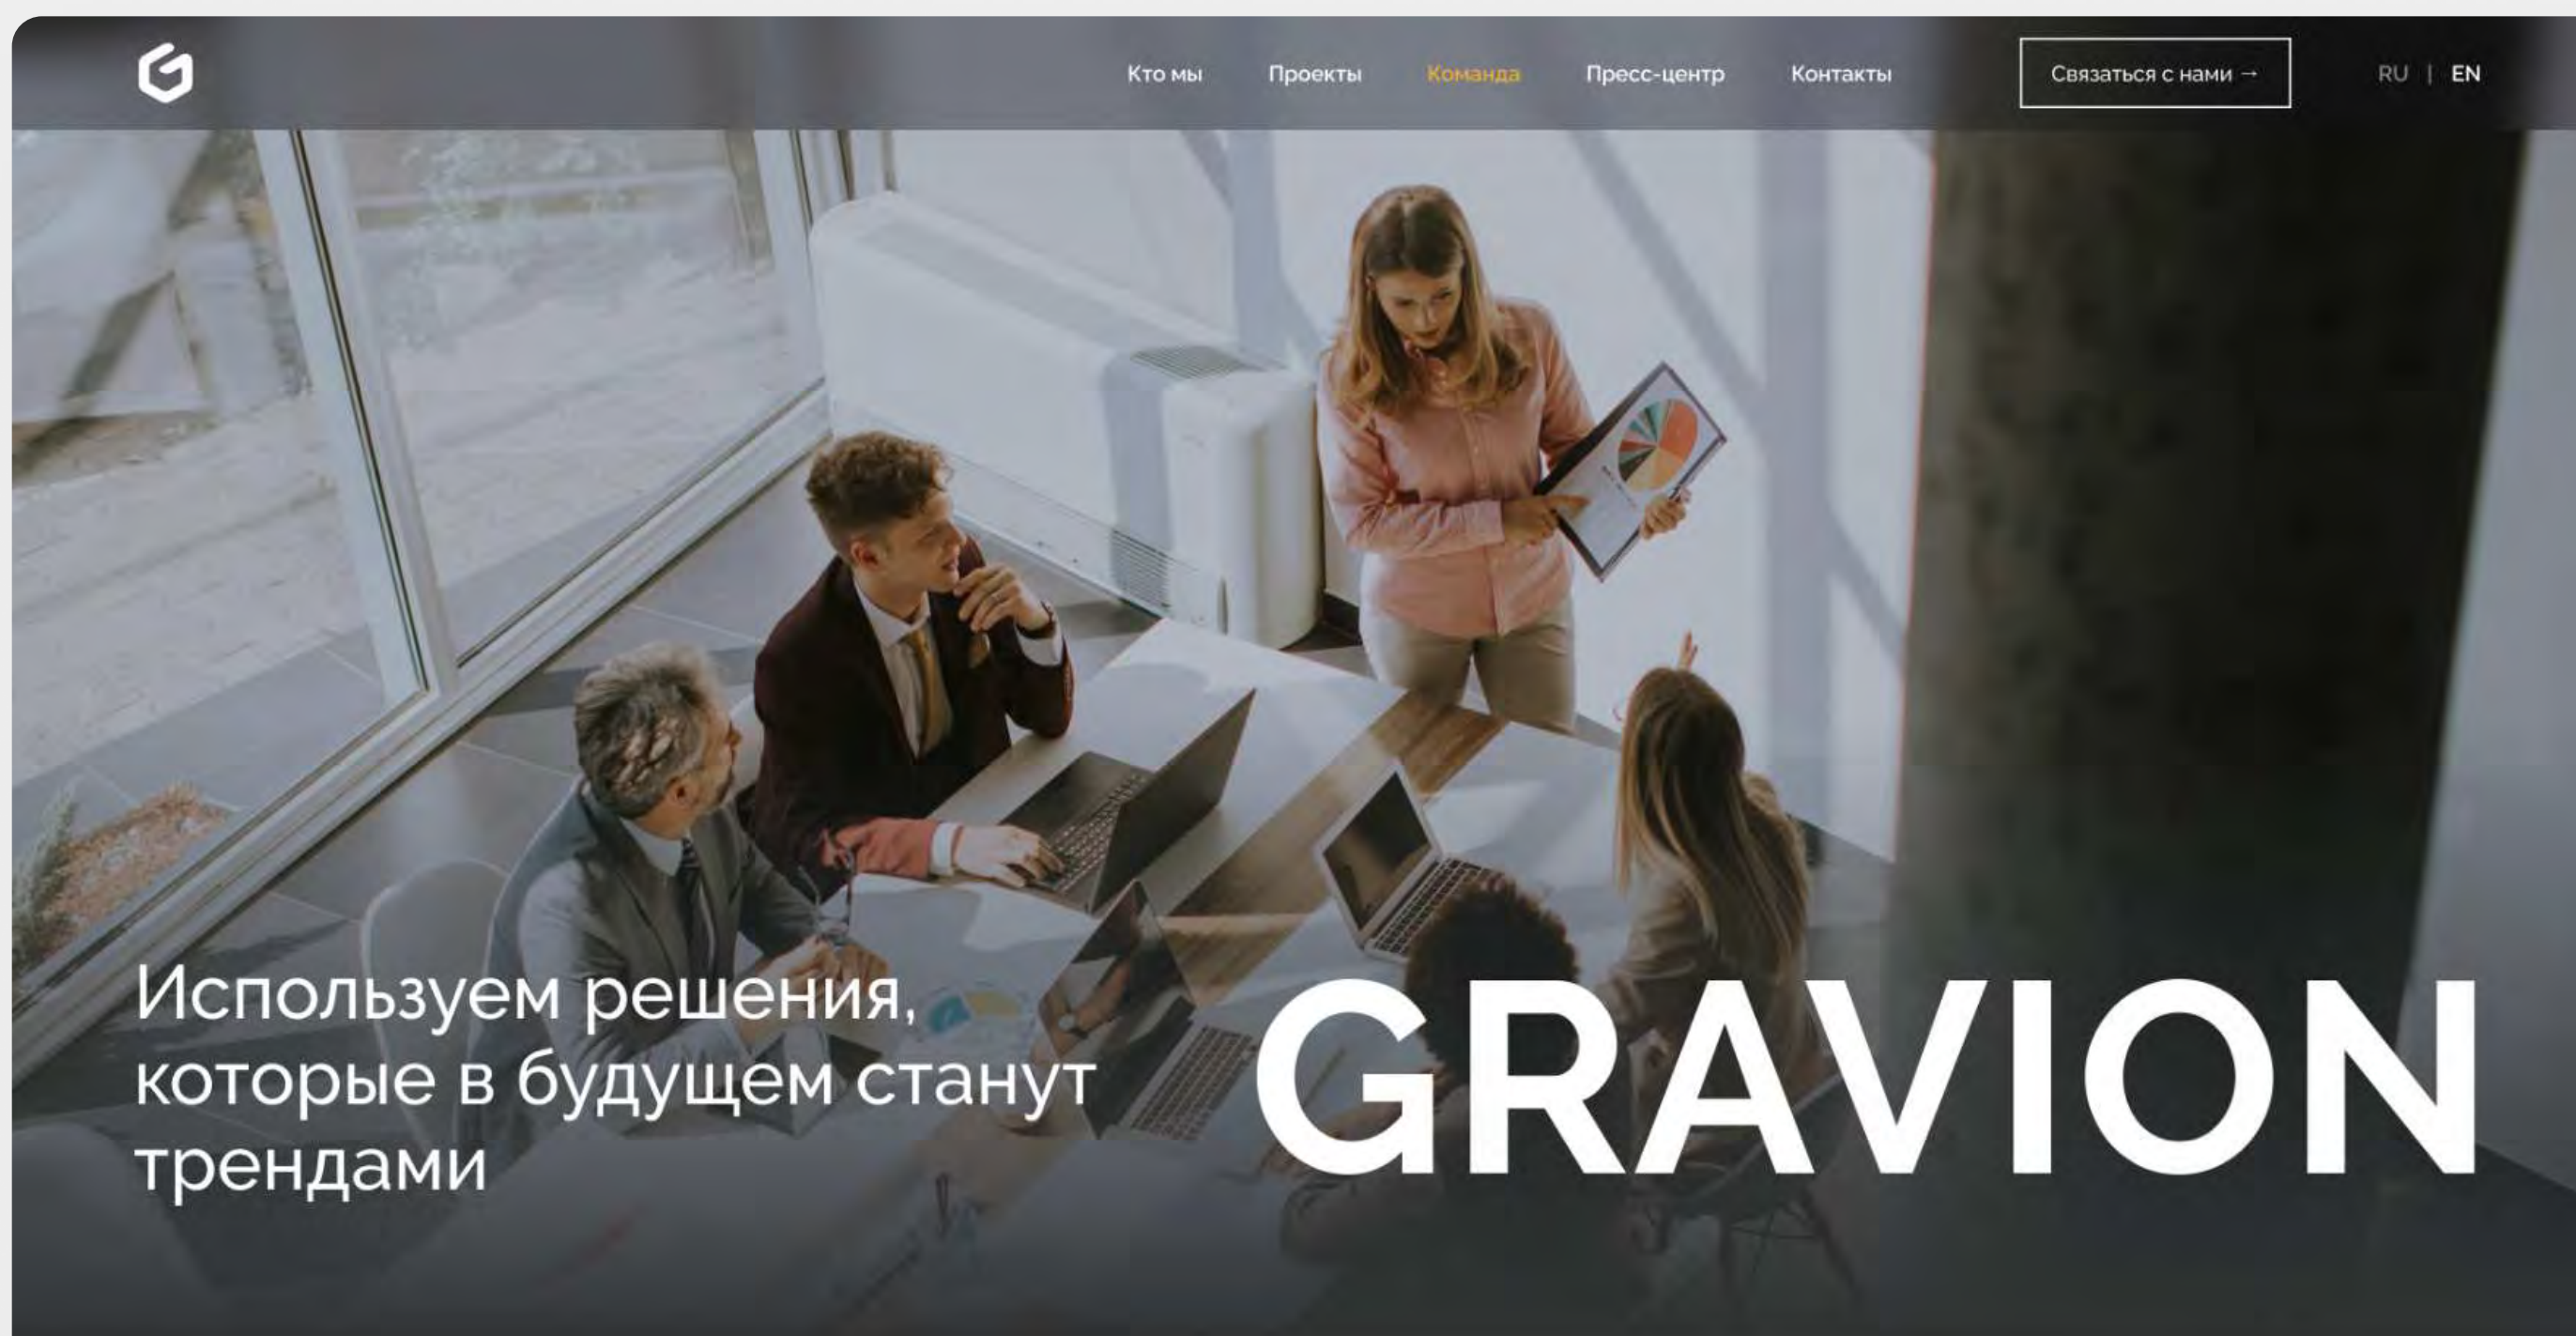 Кто мы
Проекты
Команда
Пресс-центр
Контакты
Связаться с нами →
RU | EN
Используем решения,
которые в будущем станут
трендами
GRAVION